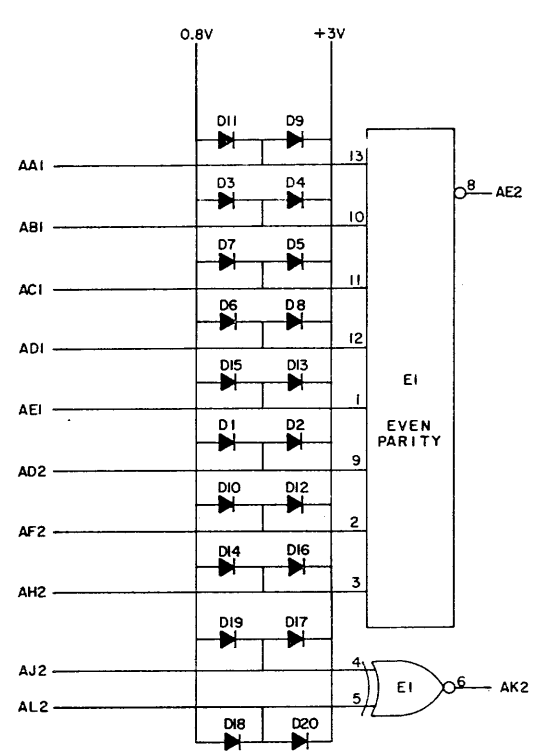 0.8V +3V
D11 D9
AA1 13
D3 D4
8 AE2
AB1 10
D7 D5
AC1 11
D6 D8
AD1 12
D15 D13
E1
AE1 1
EVEN
PARITY
D1 D2
AD2 9
D10 D12
AF2 2
D14 D16
AH2 3
D19 D17
AJ2 4
E1 6 AK2
AL2 5
D18 D20